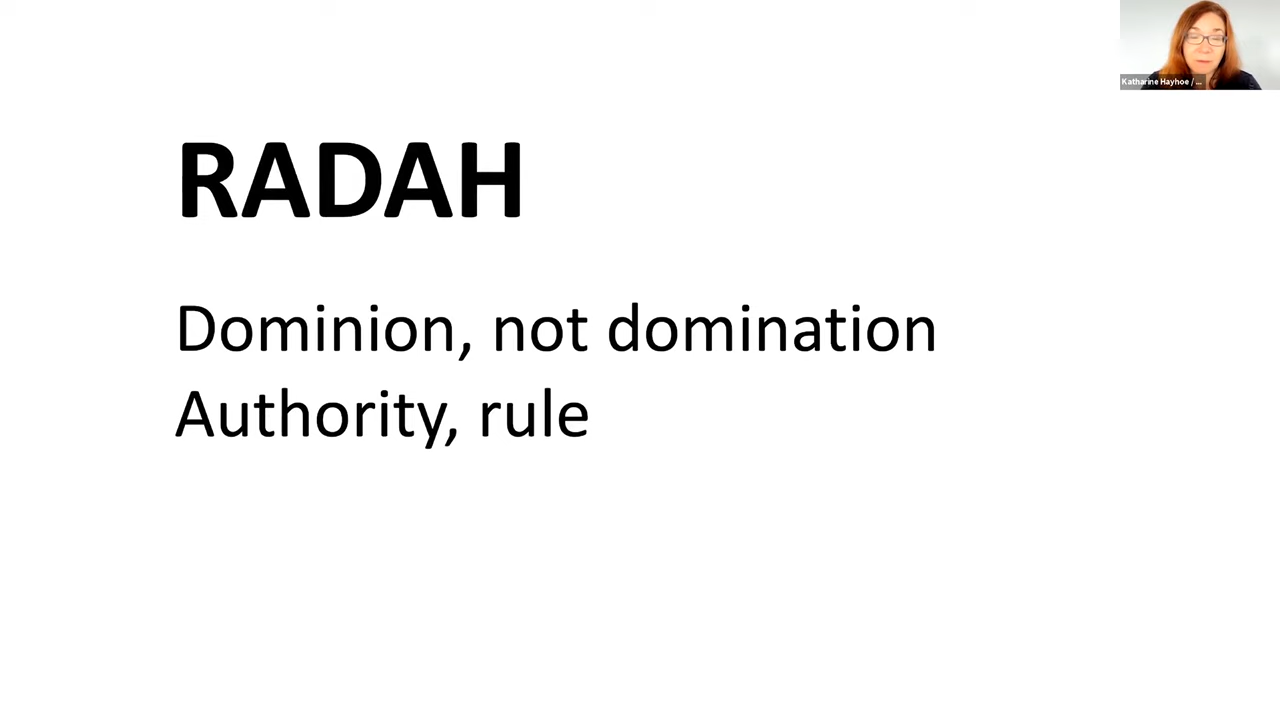 Katharine Hayhoe / ...
RADAH
Dominion, not domination
Authority, rule